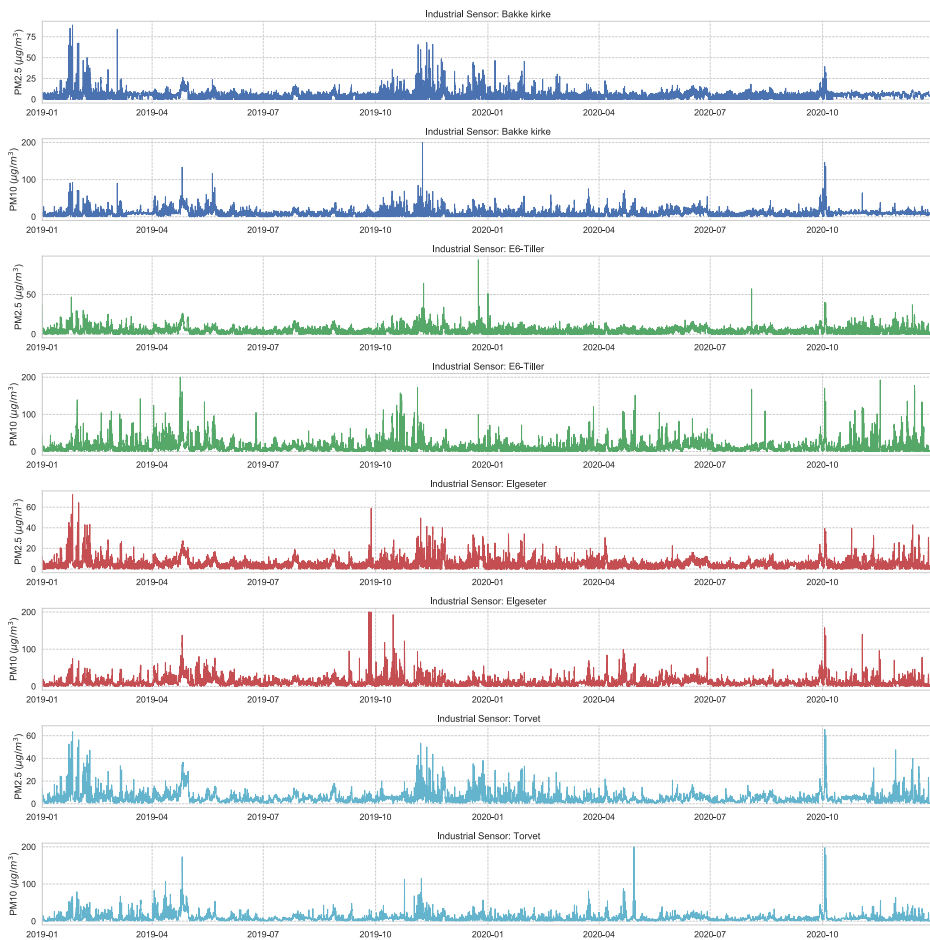 Industrial Sensor: Bakke kirke
PM2.5 (μg/m³)
75
50
25
0
2019-01 2019-04 2019-07 2019-10 2020-01 2020-04 2020-07 2020-10
Industrial Sensor: Bakke kirke
PM10 (μg/m³)
200
100
0
2019-01 2019-04 2019-07 2019-10 2020-01 2020-04 2020-07 2020-10
Industrial Sensor: E6-Tiller
PM2.5 (μg/m³)
50
0
2019-01 2019-04 2019-07 2019-10 2020-01 2020-04 2020-07 2020-10
Industrial Sensor: E6-Tiller
PM10 (μg/m³)
200
100
0
2019-01 2019-04 2019-07 2019-10 2020-01 2020-04 2020-07 2020-10
Industrial Sensor: Elgeseter
PM2.5 (μg/m³)
60
40
20
0
2019-01 2019-04 2019-07 2019-10 2020-01 2020-04 2020-07 2020-10
Industrial Sensor: Elgeseter
PM10 (μg/m³)
200
100
0
2019-01 2019-04 2019-07 2019-10 2020-01 2020-04 2020-07 2020-10
Industrial Sensor: Torvet
PM2.5 (μg/m³)
60
40
20
0
2019-01 2019-04 2019-07 2019-10 2020-01 2020-04 2020-07 2020-10
Industrial Sensor: Torvet
PM10 (μg/m³)
200
100
0
2019-01 2019-04 2019-07 2019-10 2020-01 2020-04 2020-07 2020-10